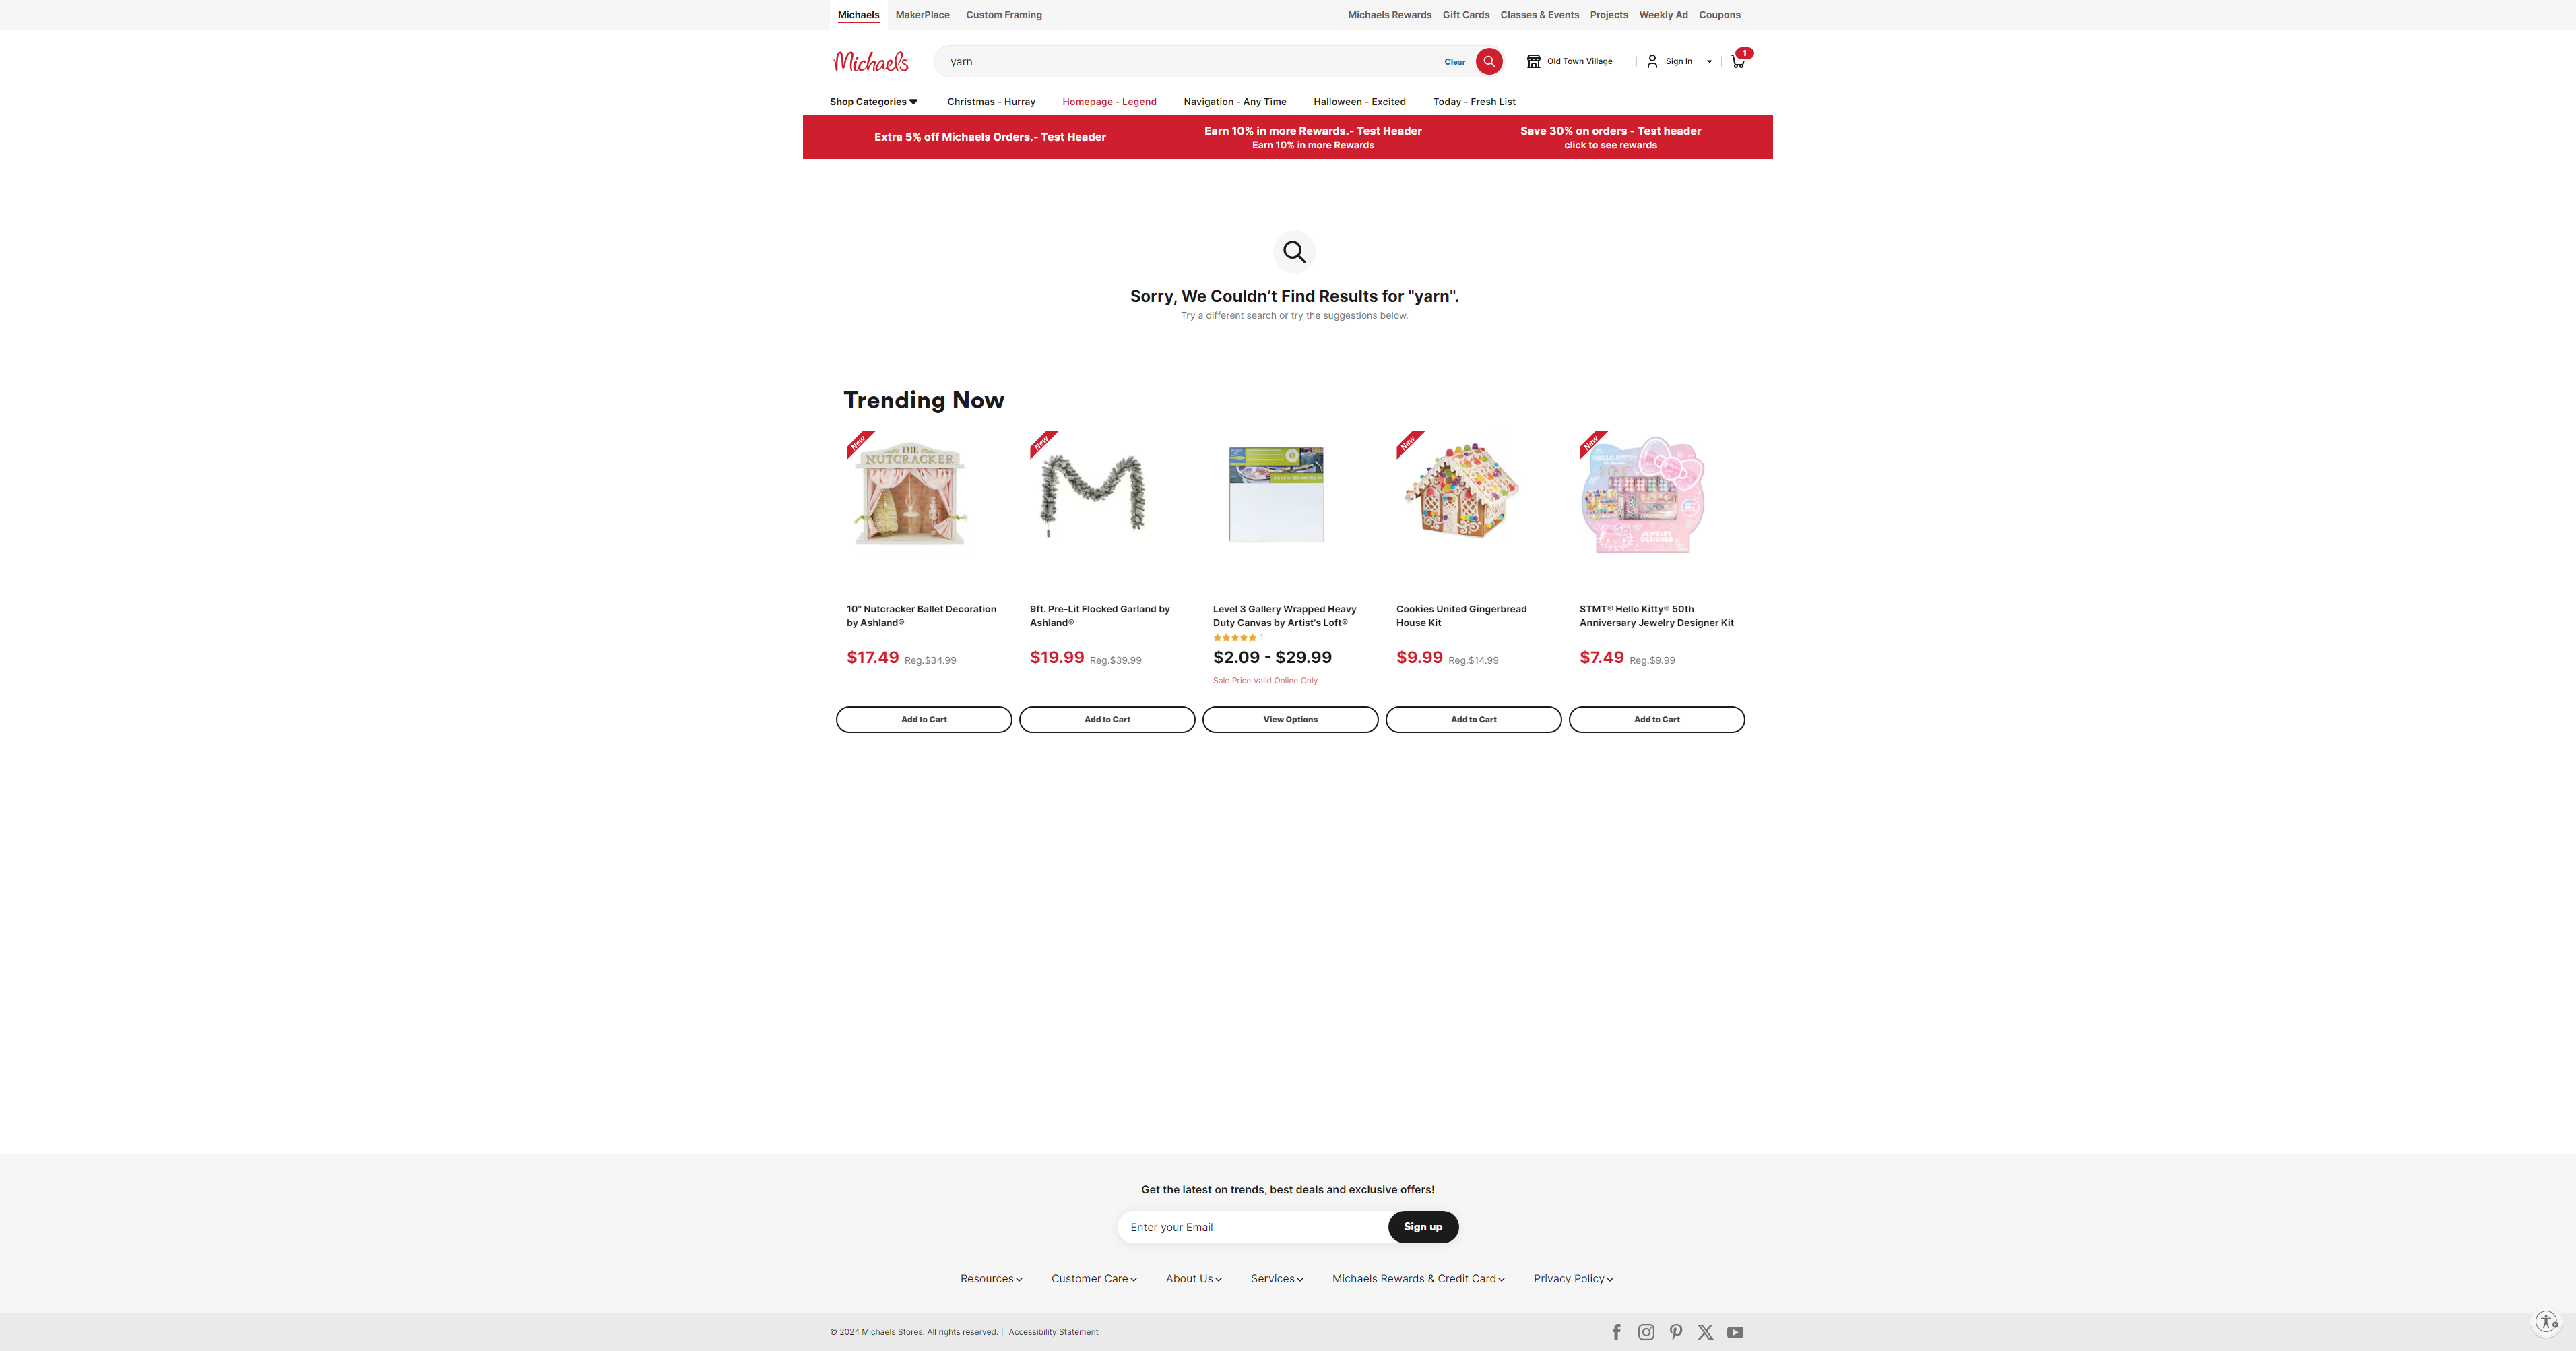 Michaels MakerPlace Custom Framing Michaels Rewards Gift Cards Classes & Events Projects Weekly Ad Coupons
Michaels yarn Clear Old Town Village | Sign In | 1
Shop Categories Christmas - Hurray Homepage - Legend Navigation - Any Time Halloween - Excited Today - Fresh List
Extra 5% off Michaels Orders.- Test Header
Earn 10% in more Rewards.- Test Header
Earn 10% in more Rewards
Save 30% on orders - Test header
click to see rewards
Sorry, We Couldn’t Find Results for "yarn".
Try a different search or try the suggestions below.
Trending Now
New
THE
NUTCRACKER
10" Nutcracker Ballet Decoration
by Ashland®
$17.49 Reg.$34.99
Add to Cart
New
9ft. Pre-Lit Flocked Garland by
Ashland®
$19.99 Reg.$39.99
Add to Cart
Level 3 Gallery Wrapped Heavy
Duty Canvas by Artist's Loft®
1
$2.09 - $29.99
Sale Price Valid Online Only
View Options
New
Cookies United Gingerbread
House Kit
$9.99 Reg.$14.99
Add to Cart
New
HELLO KITTY
JEWELRY
DESIGNER
STMT® Hello Kitty® 50th
Anniversary Jewelry Designer Kit
$7.49 Reg.$9.99
Add to Cart
Get the latest on trends, best deals and exclusive offers!
Enter your Email Sign up
Resources Customer Care About Us Services Michaels Rewards & Credit Card Privacy Policy
© 2024 Michaels Stores. All rights reserved. | Accessibility Statement